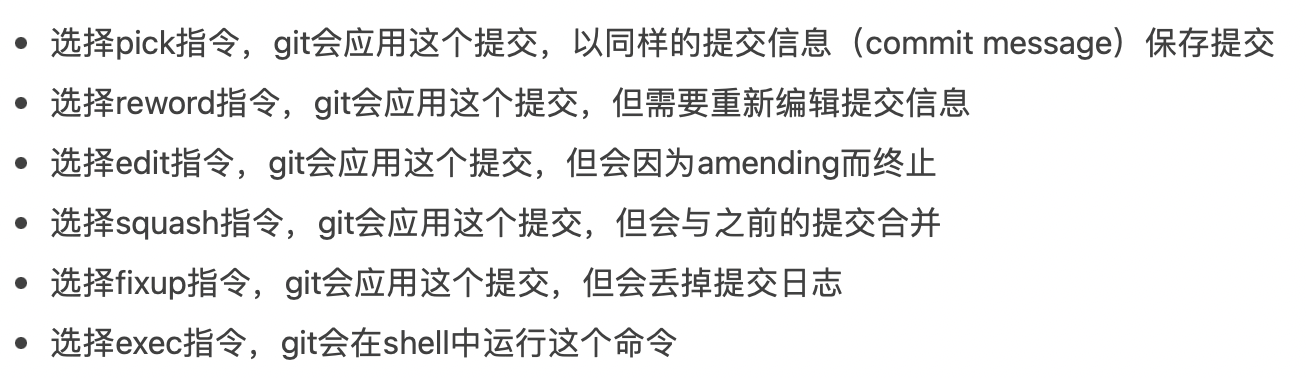 • 选择pick指令，git会应用这个提交，以同样的提交信息（commit message）保存提交
• 选择reword指令，git会应用这个提交，但需要重新编辑提交信息
• 选择edit指令，git会应用这个提交，但会因为amending而终止
• 选择squash指令，git会应用这个提交，但会与之前的提交合并
• 选择fixup指令，git会应用这个提交，但会丢掉提交日志
• 选择exec指令，git会在shell中运行这个命令